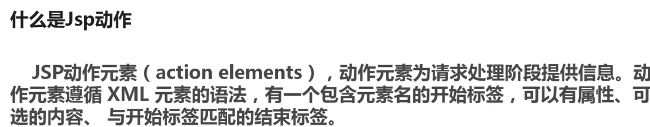 什么是Jsp动作
JSP动作元素（action elements），动作元素为请求处理阶段提供信息。动
作元素遵循 XML 元素的语法，有一个包含元素名的开始标签，可以有属性、可
选的内容、 与开始标签匹配的结束标签。